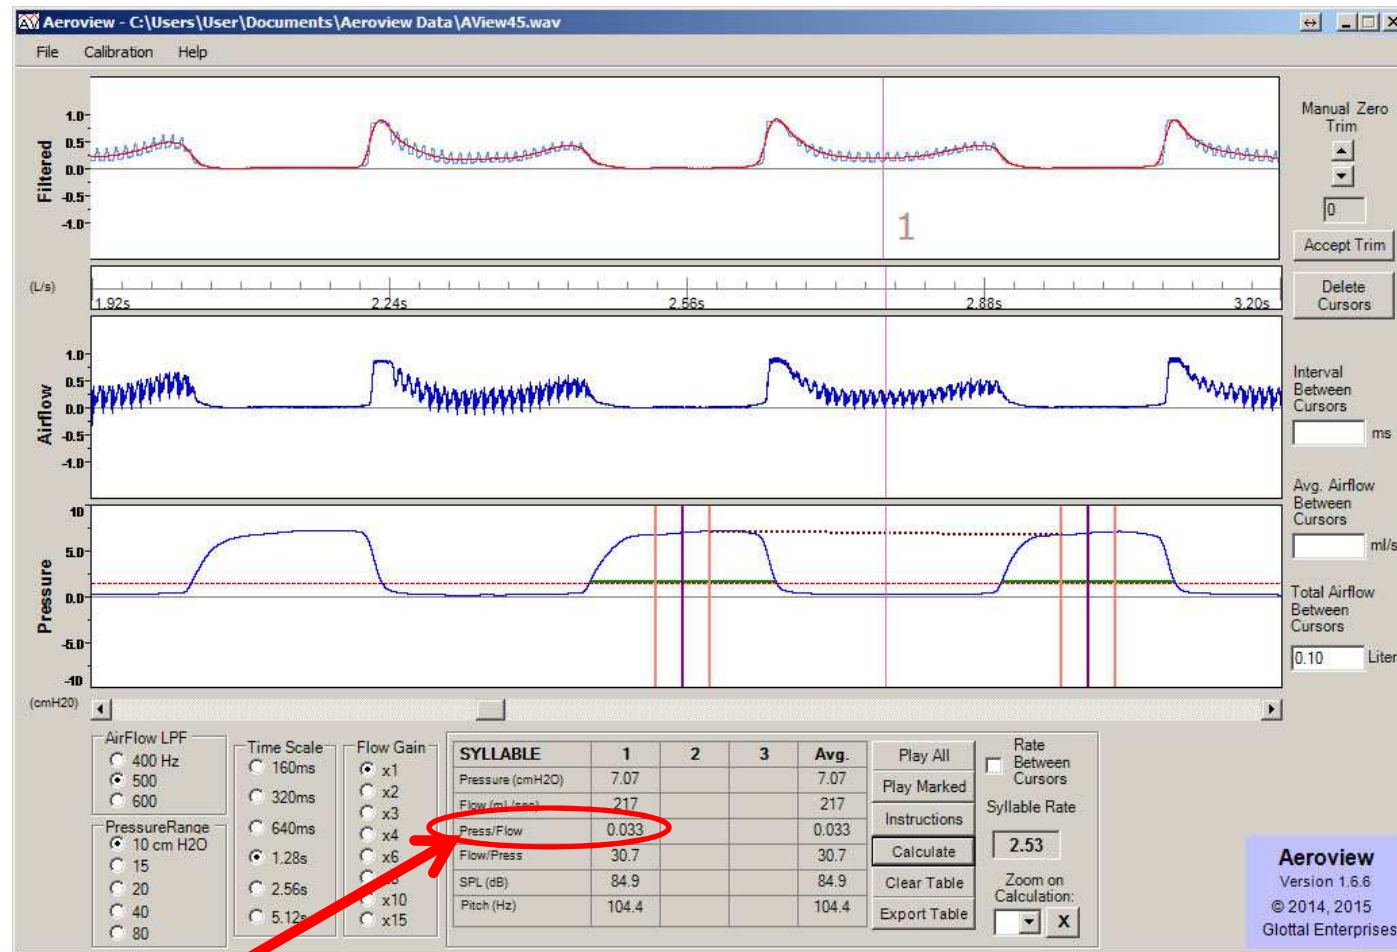 Aeroview - C:\Users\User\Documents\Aeroview Data\AView45.wav
File Calibration Help
Filtered
1.0
0.5
0.0
-0.5
-1.0
1
Manual Zero
Trim
0
Accept Trim
Delete
Cursors
(L/s)
1.92s 2.24s 2.56s 2.88s 3.20s
Airflow
1.0
0.5
0.0
-0.5
-1.0
Interval
Between
Cursors
ms
Avg. Airflow
Between
Cursors
ml/s
Pressure
10
5.0
0.0
-5.0
-10
Total Airflow
Between
Cursors
0.10 Liter
(cmH20)
AirFlow LPF
400 Hz
500
600
PressureRange
10 cm H2O
15
20
40
80
Time Scale
160ms
320ms
640ms
1.28s
2.56s
5.12s
Flow Gain
x1
x2
x3
x4
x6
x10
x15
SYLLABLE 1 2 3 Avg.
Pressure (cmH2O) 7.07 7.07
Flow (mL/sec) 217 217
Press/Flow 0.033 0.033
Flow/Press 30.7 30.7
SPL (dB) 84.9 84.9
Pitch (Hz) 104.4 104.4
Play All
Play Marked
Instructions
Calculate
Clear Table
Export Table
Rate
Between
Cursors
Syllable Rate
2.53
Zoom on
Calculation:
X
Aeroview
Version 1.6.6
© 2014, 2015
Glottal Enterprises